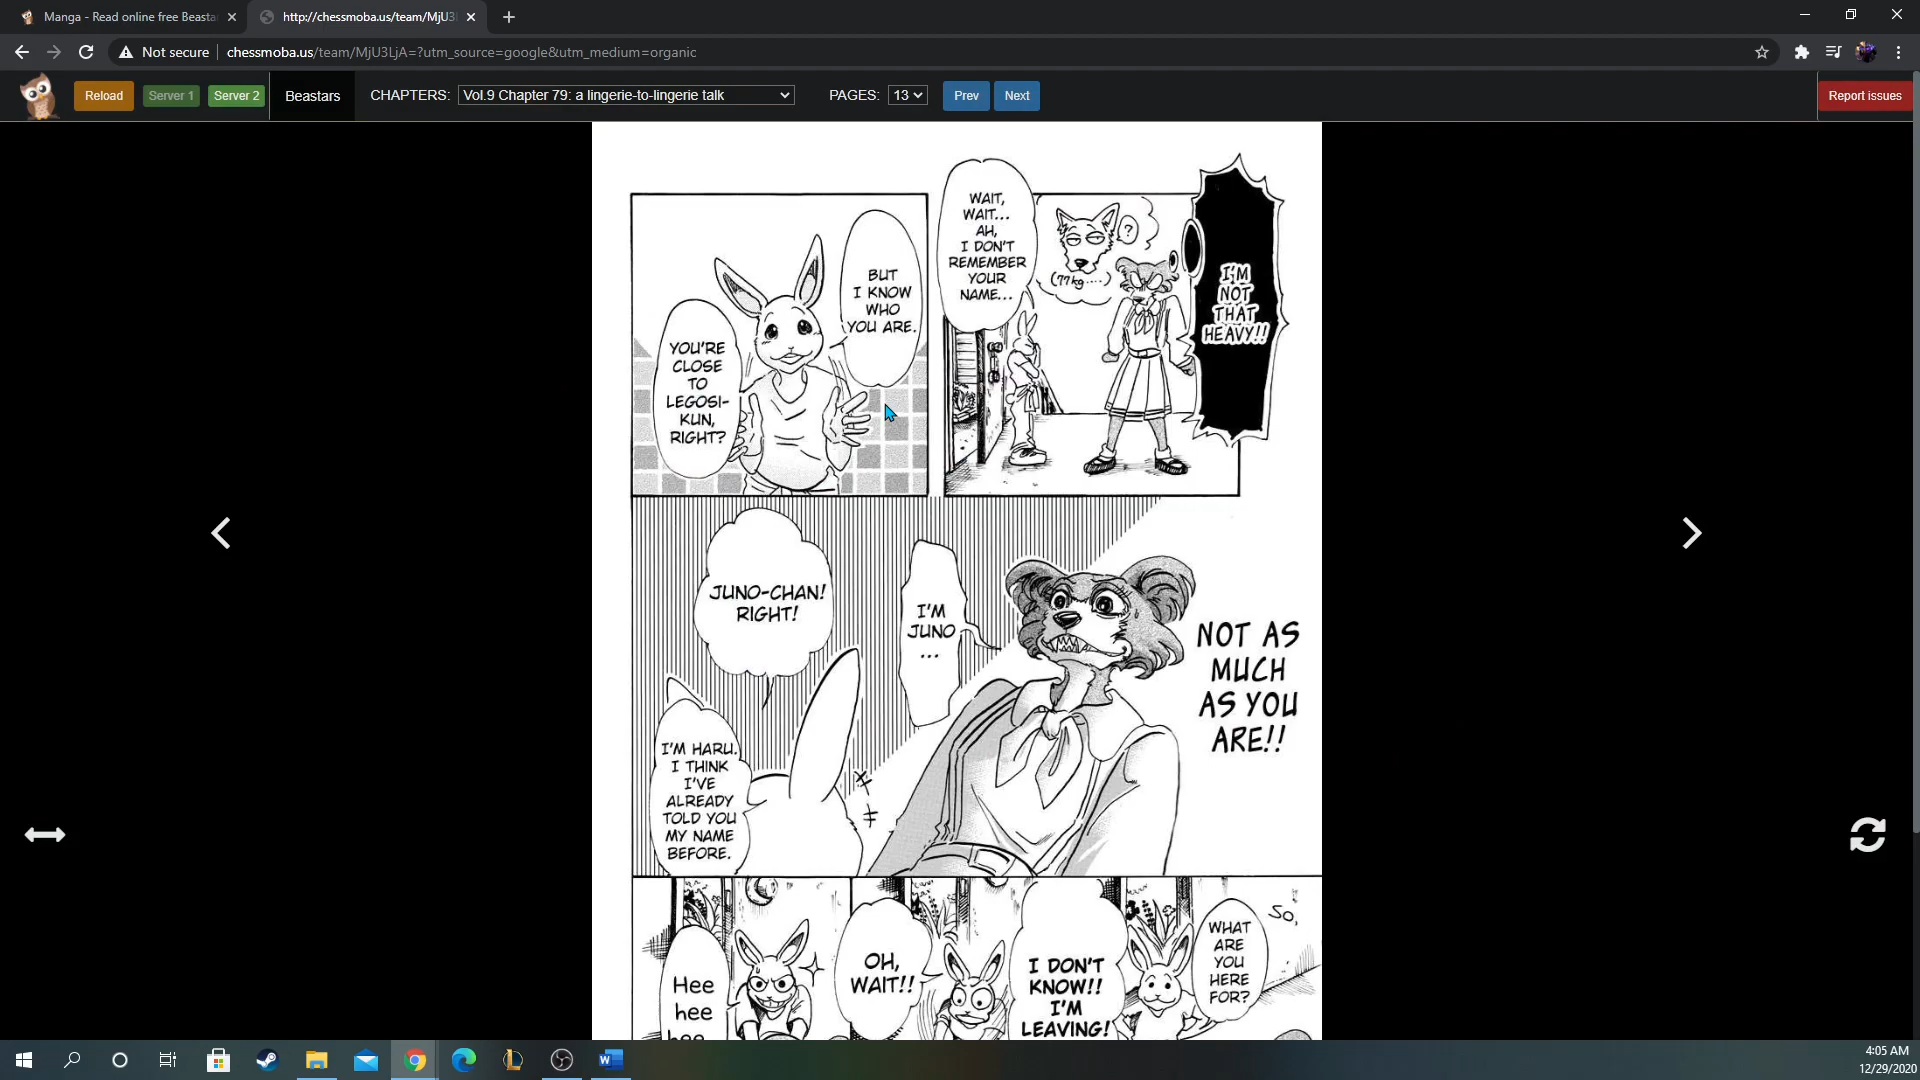 Manga - Read online free Beasta
http://chessmoba.us/team/MjU3
Not secure
chessmoba.us/team/MjU3LjA=?utm_source=google&utm_medium=organic
Reload
Server 1
Server 2
Beastars
CHAPTERS:
Vol.9 Chapter 79: a lingerie-to-lingerie talk
PAGES:
13
Prev
Next
Report issues
I'M
NOT
THAT
HEAVY!!
?
(77kg....)
WAIT,
WAIT...
AH,
I DON'T
REMEMBER
YOUR
NAME...
BUT
I KNOW
WHO
YOU ARE.
YOU'RE
CLOSE
TO
LEGOSI-
KUN,
RIGHT?
NOT AS
MUCH
AS YOU
ARE!!
I'M
JUNO
...
JUNO-CHAN!
RIGHT!
I'M HARU.
I THINK
I'VE
ALREADY
TOLD YOU
MY NAME
BEFORE.
So,
WHAT
ARE
YOU
HERE
FOR?
I DON'T
KNOW!!
I'M
LEAVING!
OH,
WAIT!!
Hee
hee
hee
4:05 AM
12/29/2020